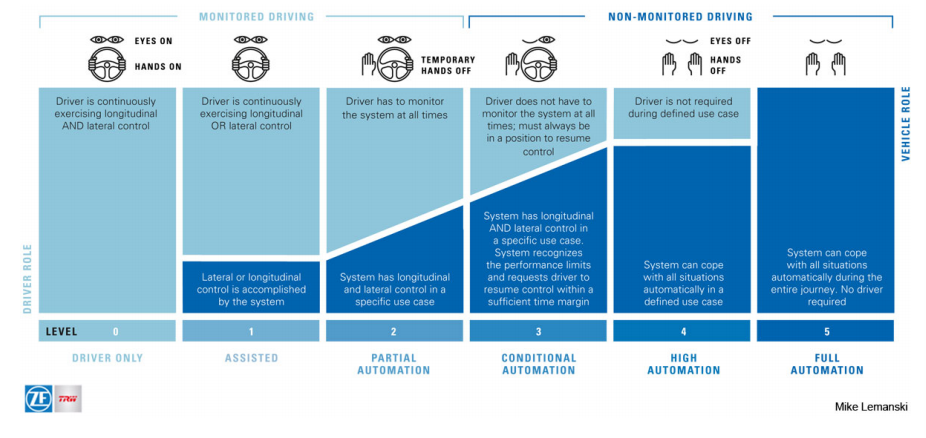 MONITORED DRIVING
NON-MONITORED DRIVING
EYES ON
HANDS ON
TEMPORARY
HANDS OFF
EYES OFF
HANDS
OFF
Driver is continuously
exercising longitudinal
AND lateral control
Driver is continuously
exercising longitudinal
OR lateral control
Driver has to monitor
the system at all times
Driver does not have to
monitor the system at all
times; must always be
in a position to resume
control
Driver is not required
during defined use case
VEHICLE ROLE
DRIVER ROLE
Lateral or longitudinal
control is accomplished
by the system
System has longitudinal
and lateral control in a
specific use case
System has longitudinal
AND lateral control in
a specific use case.
System recognizes
the performance limits
and requests driver to
resume control within a
sufficient time margin
System can cope
with all situations
automatically in a
defined use case
System can cope
with all situations
automatically during the
entire journey. No driver
required
LEVEL 0 1 2 3 4 5
DRIVER ONLY
ASSISTED
PARTIAL
AUTOMATION
CONDITIONAL
AUTOMATION
HIGH
AUTOMATION
FULL
AUTOMATION
ZF TRW
Mike Lemanski